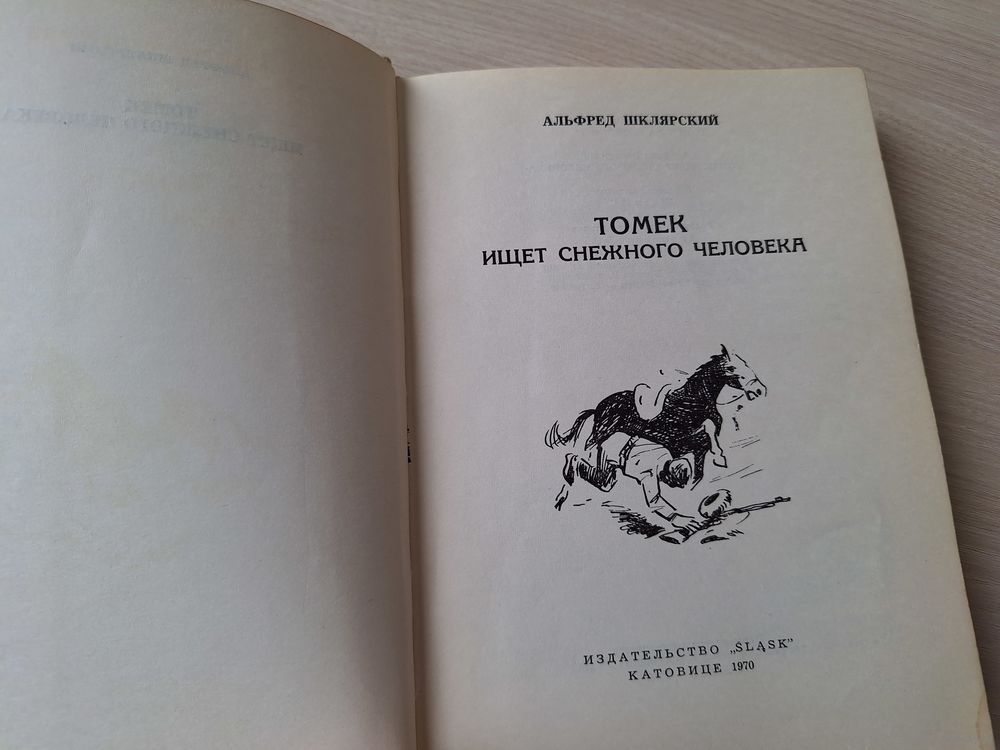 АЛЬФРЕД ШКЛЯРСКИЙ
ТОМЕК
ИЩЕТ СНЕЖНОГО ЧЕЛОВЕКА
ИЗДАТЕЛЬСТВО „ŚLĄSK”
КАТОВИЦЕ 1970